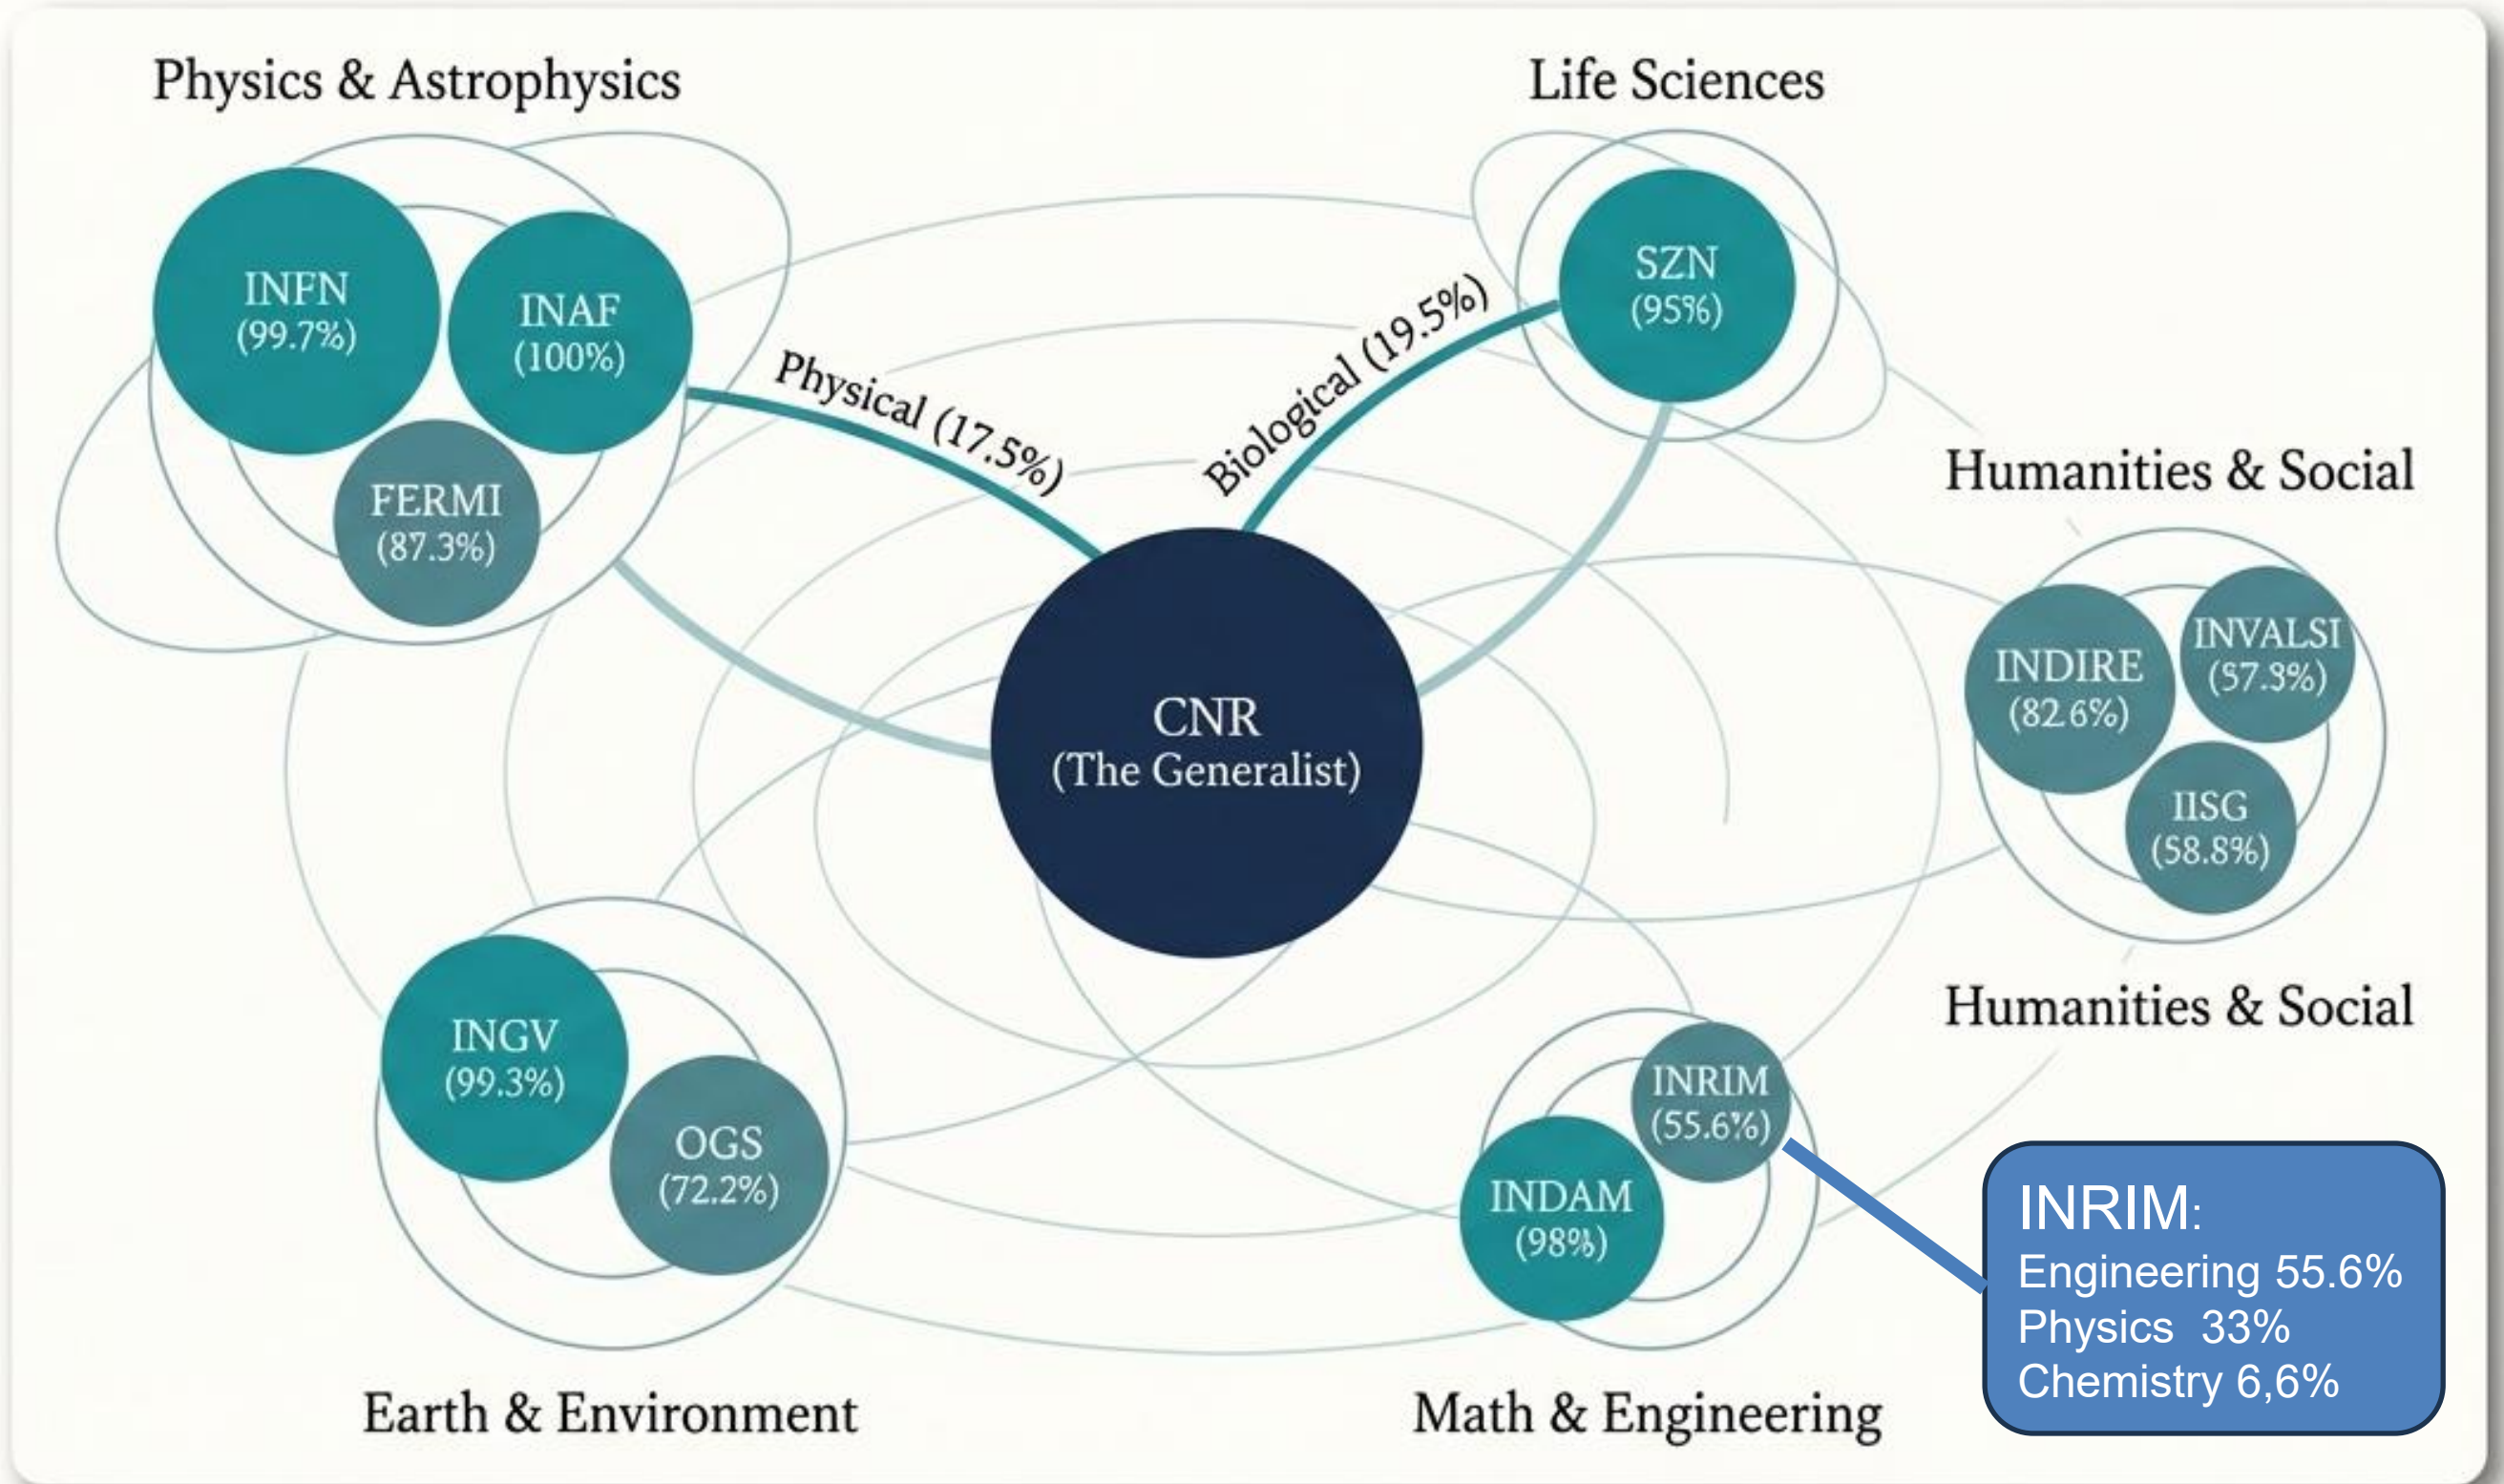 Physics & Astrophysics
INFN
(99.7%)
INAF
(100%)
FERMI
(87.3%)
Physical (17.5%)
Biological (19.5%)
Life Sciences
SZN
(95%)
Humanities & Social
INDIRE
(82.6%)
INVALSI
(57.3%)
IISG
(58.8%)
Humanities & Social
CNR
(The Generalist)
INGV
(99.3%)
OGS
(72.2%)
Earth & Environment
INRIM
(55.6%)
INDAM
(98%)
Math & Engineering
INRIM:
Engineering 55.6%
Physics 33%
Chemistry 6,6%